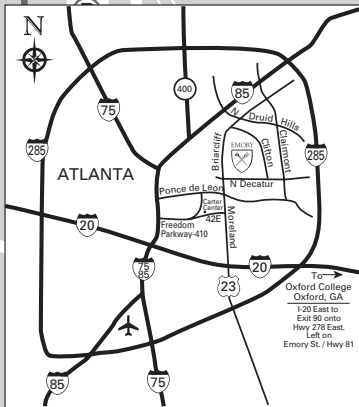 N
400
85
75
N Druid Hills
Briarcliff
EMORY
Clifton
Clairmont
285
285
ATLANTA
Ponce de Leon
N Decatur
Carter
Center
42E
Moreland
20
Freedom
Parkway-410
75
85
20
23
To
Oxford College
Oxford, GA
I-20 East to
Exit 90 onto
Hwy 278 East.
Left on
Emory St. / Hwy 81
85
75